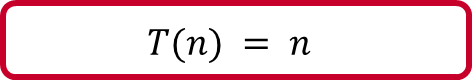 T(n) = n